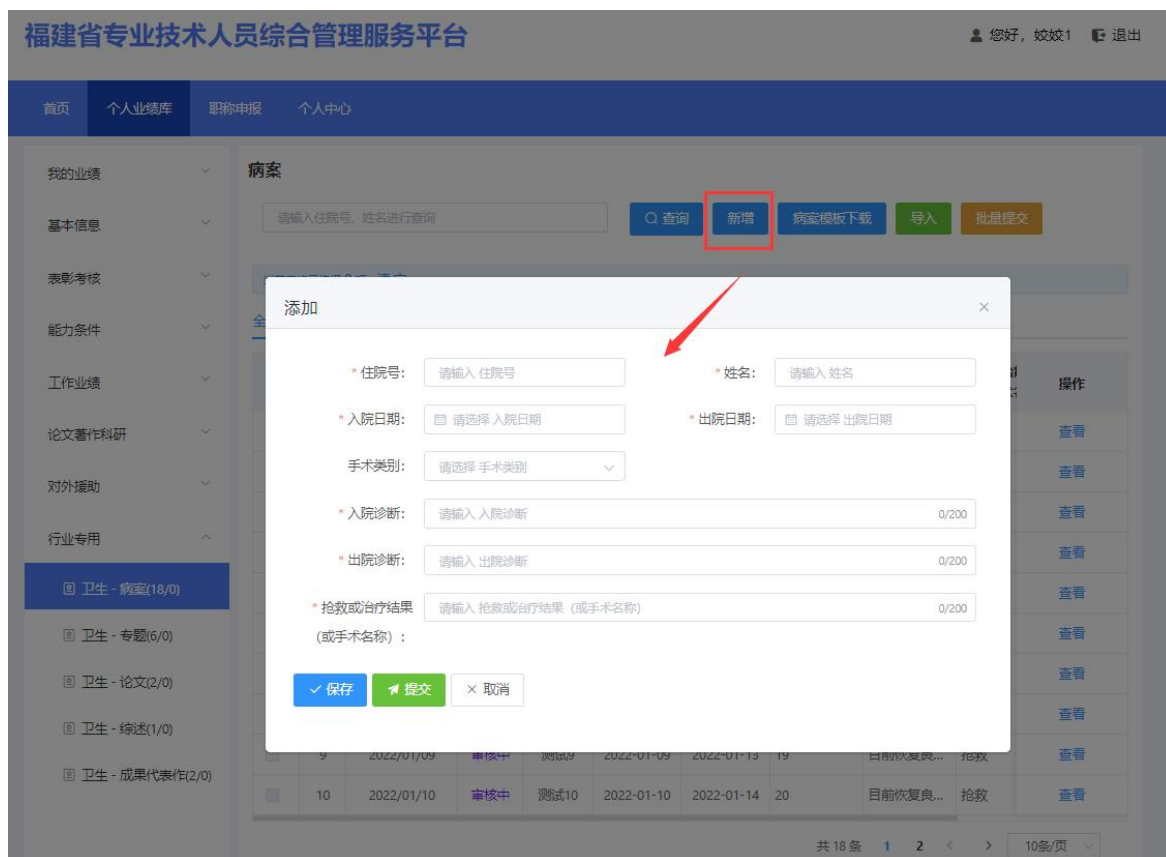 福建省专业技术人员综合管理服务平台
您好，姣姣1 退出
首页 个人业绩库 职称申报 个人中心
我的业绩
基本信息
表彰考核
能力条件
工作业绩
论文著作科研
对外援助
行业专用
卫生 - 病案(18/0)
卫生 - 专题(6/0)
卫生 - 论文(2/0)
卫生 - 综述(1/0)
卫生 - 成果代表作(2/0)
病案
请输入住院号、姓名进行查询 查询 新增 病案模板下载 导入 批量提交
全
添加
* 住院号: 请输入 住院号 * 姓名: 请输入 姓名
* 入院日期: 请选择 入院日期 * 出院日期: 请选择 出院日期
手术类别: 请选择 手术类别
* 入院诊断: 请输入 入院诊断 0/200
* 出院诊断: 请输入 出院诊断 0/200
* 抢救或治疗结果 请输入 抢救或治疗结果（或手术名称） 0/200
（或手术名称）:
保存 提交 取消
操作
查看
查看
查看
查看
查看
查看
查看
查看
9 2022/01/09 审核中 测试9 2022-01-09 2022-01-13 19 目前恢复良... 抢救 查看
10 2022/01/10 审核中 测试10 2022-01-10 2022-01-14 20 目前恢复良... 抢救 查看
共 18 条 1 2 10条/页